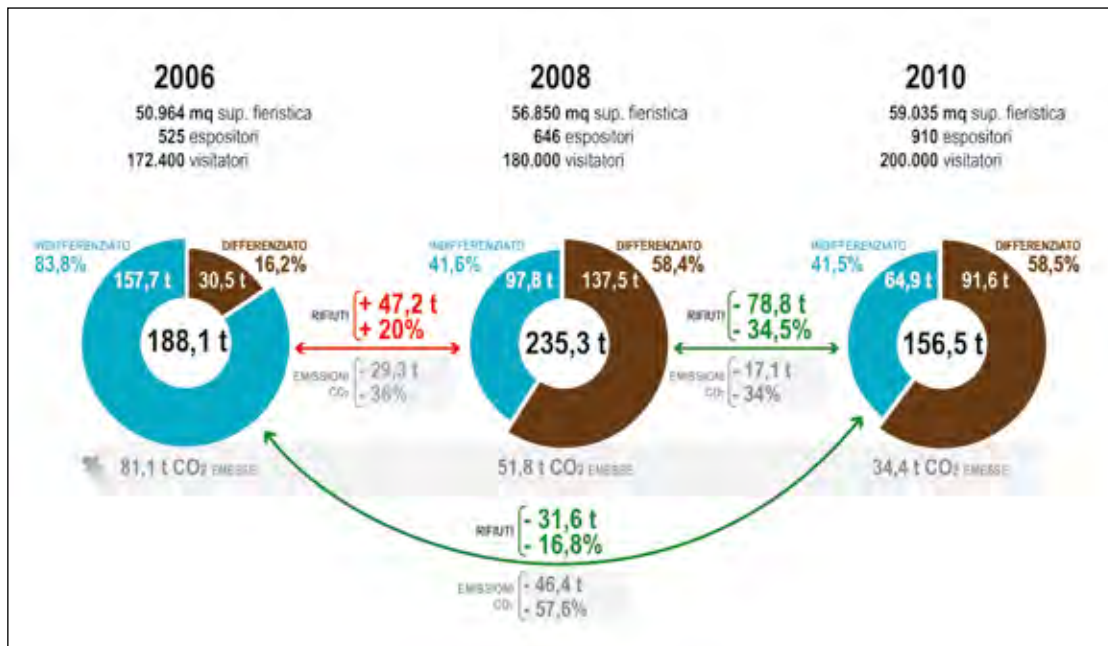 2006
50.964 mq sup. fieristica
525 espositori
172.400 visitatori
2008
56.850 mq sup. fieristica
646 espositori
180.000 visitatori
2010
59.035 mq sup. fieristica
910 espositori
200.000 visitatori
INDIFFERENZIATO
83,8%
DIFFERENZIATO
16,2%
157,7 t
30,5 t
188,1 t
RIFIUTI
+ 47,2 t
+ 20%
EMISSIONI
CO₂
- 29,3 t
- 36%
INDIFFERENZIATO
41,6%
DIFFERENZIATO
58,4%
97,8 t
137,5 t
235,3 t
RIFIUTI
- 78,8 t
- 34,5%
EMISSIONI
CO₂
- 17,1 t
- 34%
INDIFFERENZIATO
41,5%
DIFFERENZIATO
58,5%
64,9 t
91,6 t
156,5 t
81,1 t CO₂ EMESSE
51,8 t CO₂ EMESSE
34,4 t CO₂ EMESSE
RIFIUTI
- 31,6 t
- 16,8%
EMISSIONI
CO₂
- 46,4 t
- 57,6%